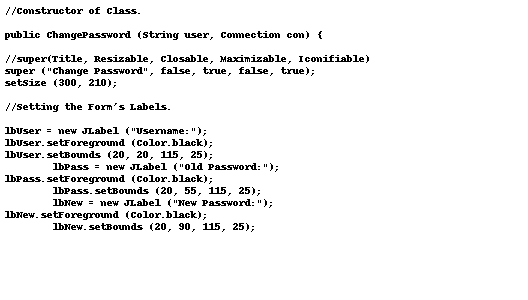 //Constructor of Class.
public ChangePassword (String user, Connection con) {
//super(Title, Resizable, Closable, Maximizable, Iconifiable)
super ("Change Password", false, true, false, true);
setSize (300, 210);
//Setting the Form's Labels.
lbUser = new JLabel ("Username:");
lbUser.setForeground (Color.black);
lbUser.setBounds (20, 20, 115, 25);
lbPass = new JLabel ("Old Password:");
lbPass.setForeground (Color.black);
lbPass.setBounds (20, 55, 115, 25);
lbNew = new JLabel ("New Password:");
lbNew.setForeground (Color.black);
lbNew.setBounds (20, 90, 115, 25);